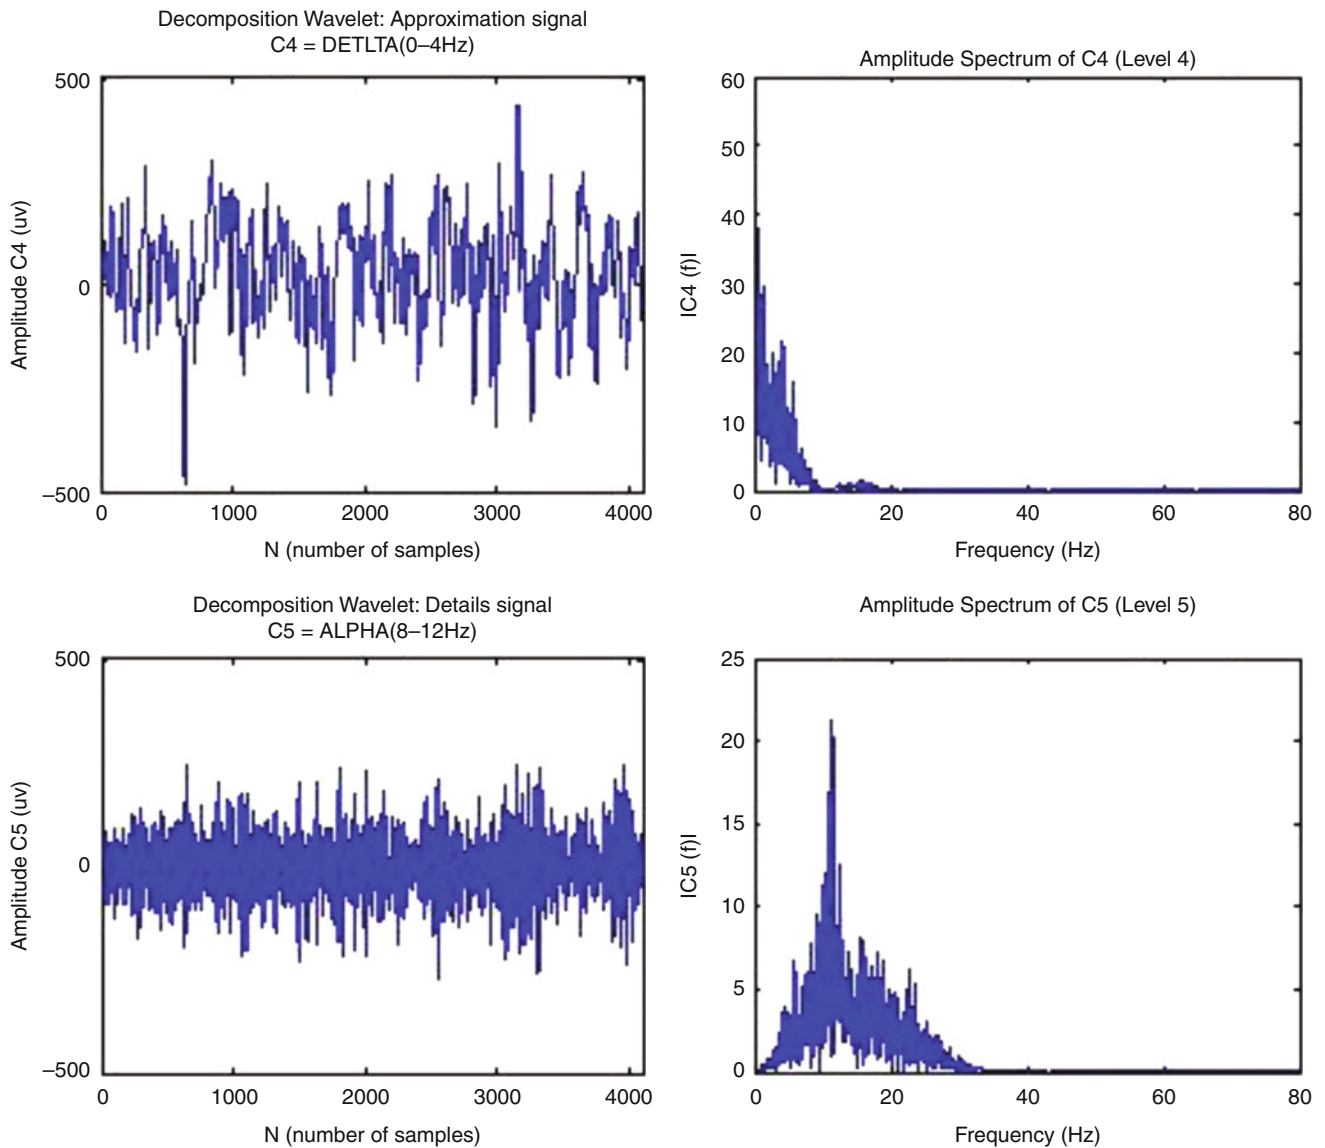 Decomposition Wavelet: Approximation signal
C4 = DETLTA(0–4Hz)
500
0
–500
Amplitude C4 (uv)
0 1000 2000 3000 4000
N (number of samples)
Amplitude Spectrum of C4 (Level 4)
60
50
40
30
20
10
0
IC4 (f)I
0 20 40 60 80
Frequency (Hz)
Decomposition Wavelet: Details signal
C5 = ALPHA(8–12Hz)
500
0
–500
Amplitude C5 (uv)
0 1000 2000 3000 4000
N (number of samples)
Amplitude Spectrum of C5 (Level 5)
25
20
15
10
5
0
IC5 (f)I
0 20 40 60 80
Frequency (Hz)